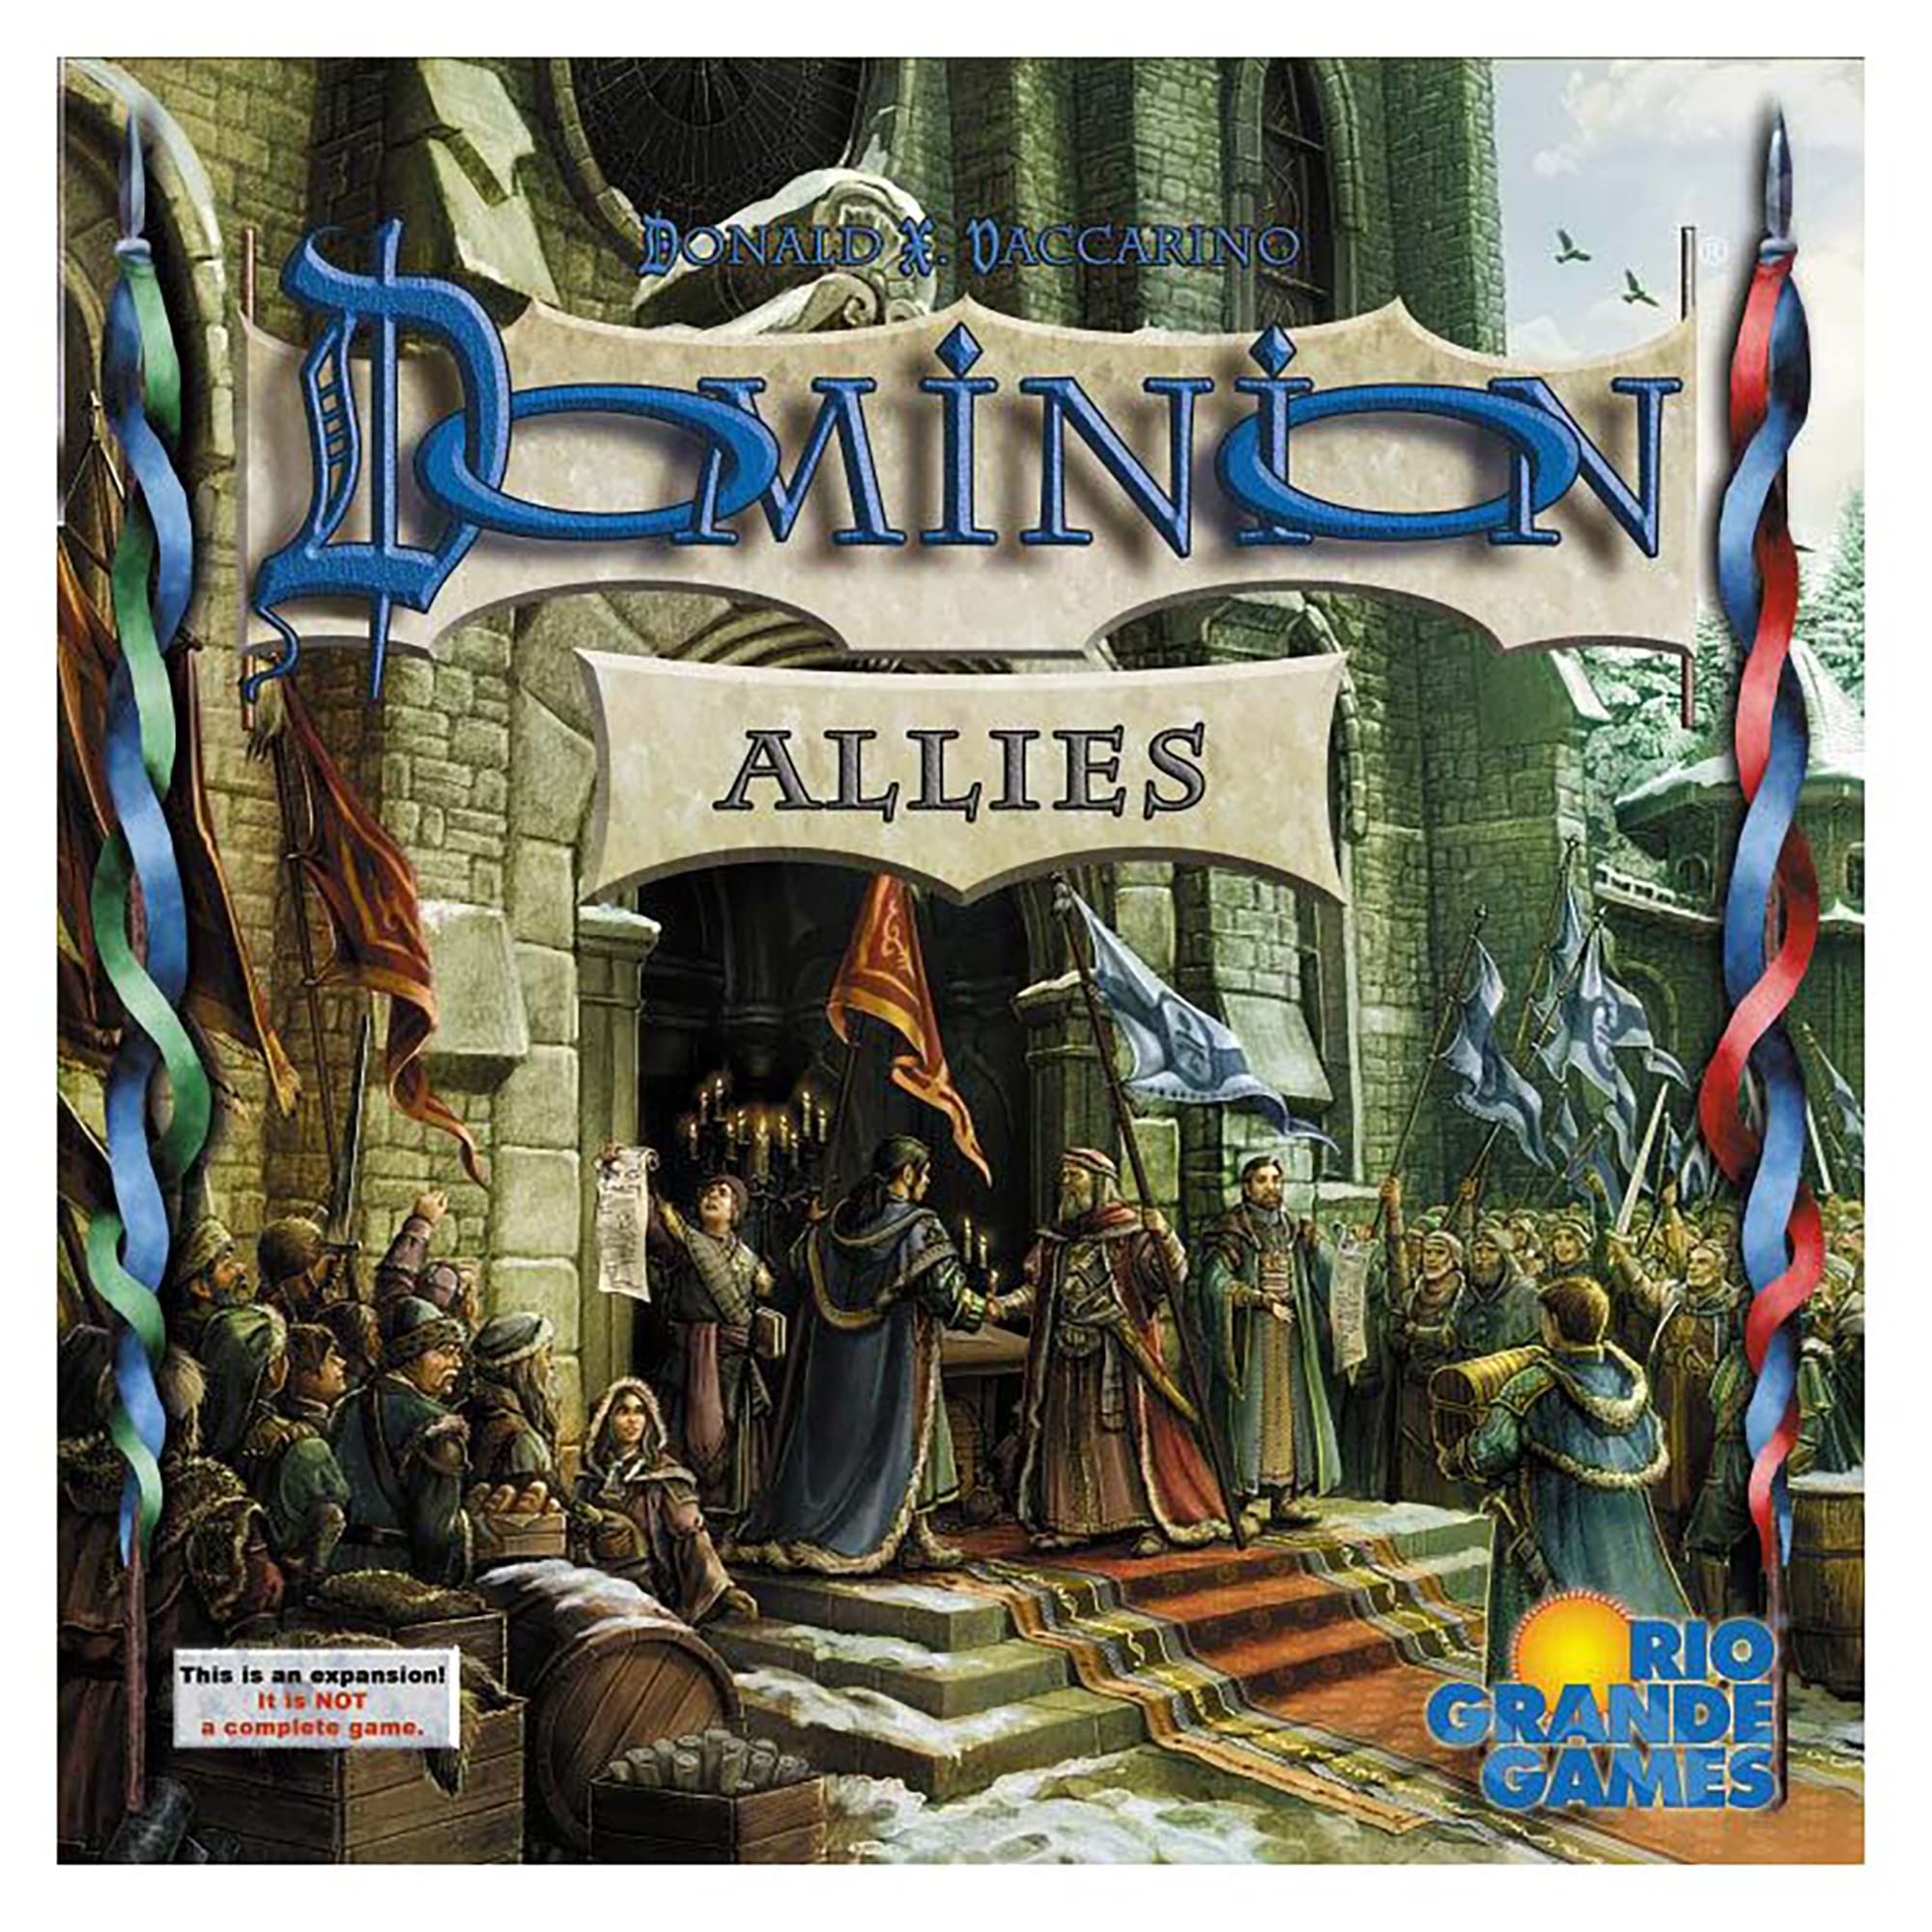 DONALD X. VACCARINO
DOMINION
®
ALLIES
This is an expansion!
It is NOT
a complete game.
RIO
GRANDE
GAMES